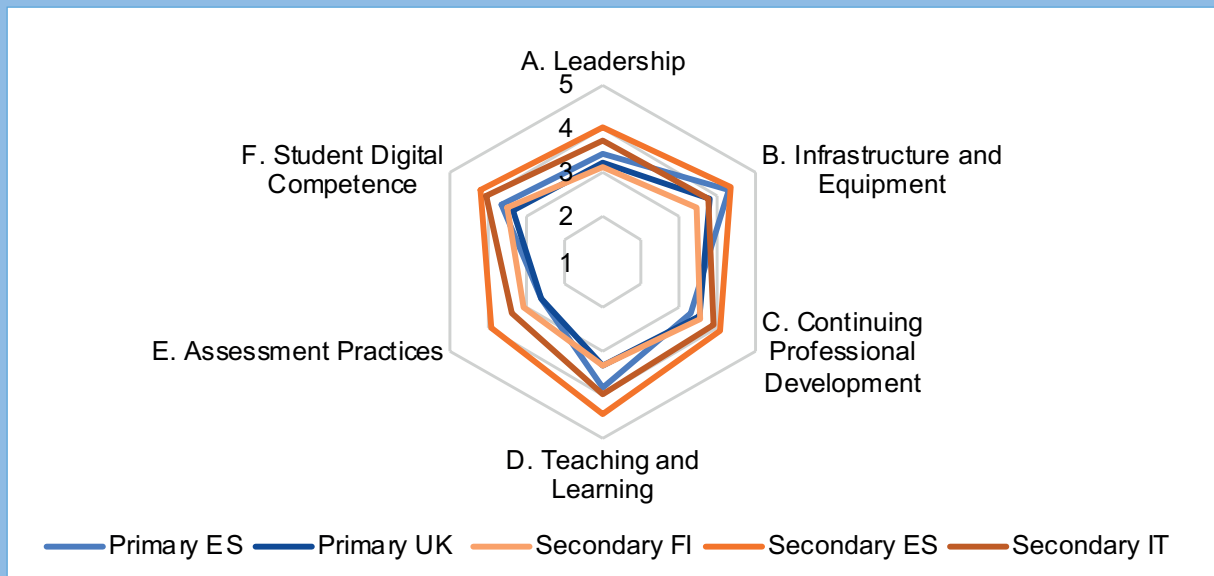 A. Leadership
5
4
3
2
1
B. Infrastructure and
Equipment
C. Continuing
Professional
Development
D. Teaching and
Learning
E. Assessment Practices
F. Student Digital
Competence
Primary ES
Primary UK
Secondary FI
Secondary ES
Secondary IT